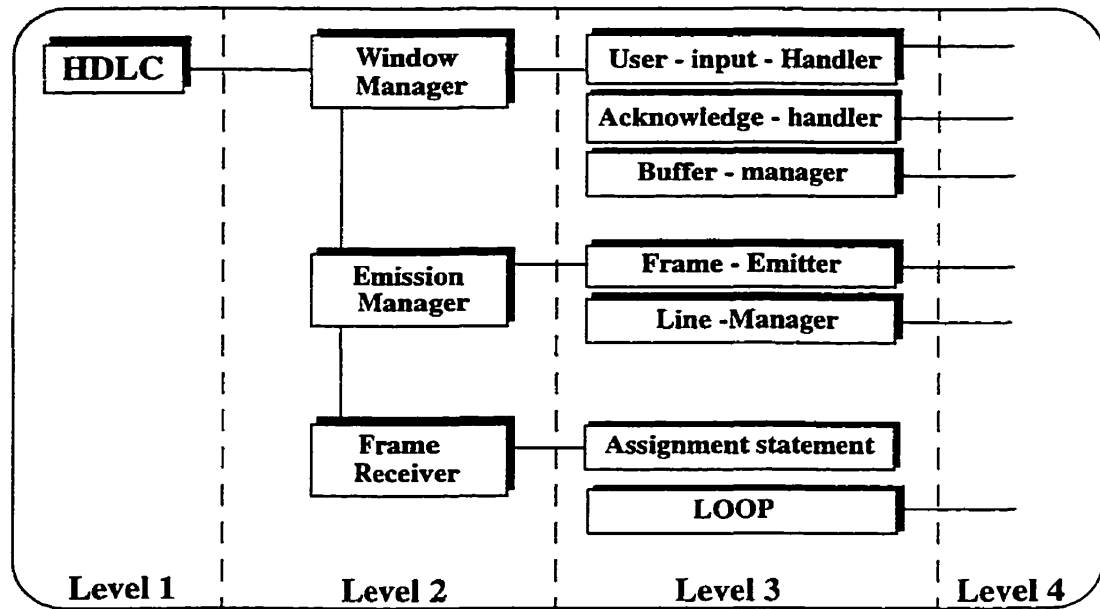 HDLC
Window
Manager
User - input - Handler
Acknowledge - handler
Buffer - manager
Emission
Manager
Frame - Emitter
Line -Manager
Frame
Receiver
Assignment statement
LOOP
Level 1
Level 2
Level 3
Level 4